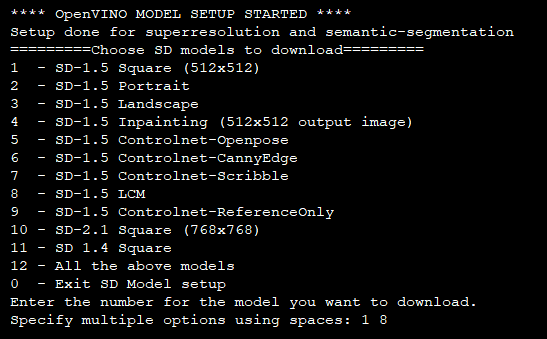 **** OpenVINO MODEL SETUP STARTED ****
Setup done for superresolution and semantic-segmentation
=========Choose SD models to download=========
1  - SD-1.5 Square (512x512)
2  - SD-1.5 Portrait
3  - SD-1.5 Landscape
4  - SD-1.5 Inpainting (512x512 output image)
5  - SD-1.5 Controlnet-Openpose
6  - SD-1.5 Controlnet-CannyEdge
7  - SD-1.5 Controlnet-Scribble
8  - SD-1.5 LCM
9  - SD-1.5 Controlnet-ReferenceOnly
10 - SD-2.1 Square (768x768)
11 - SD 1.4 Square
12 - All the above models
0  - Exit SD Model setup
Enter the number for the model you want to download.
Specify multiple options using spaces: 1 8